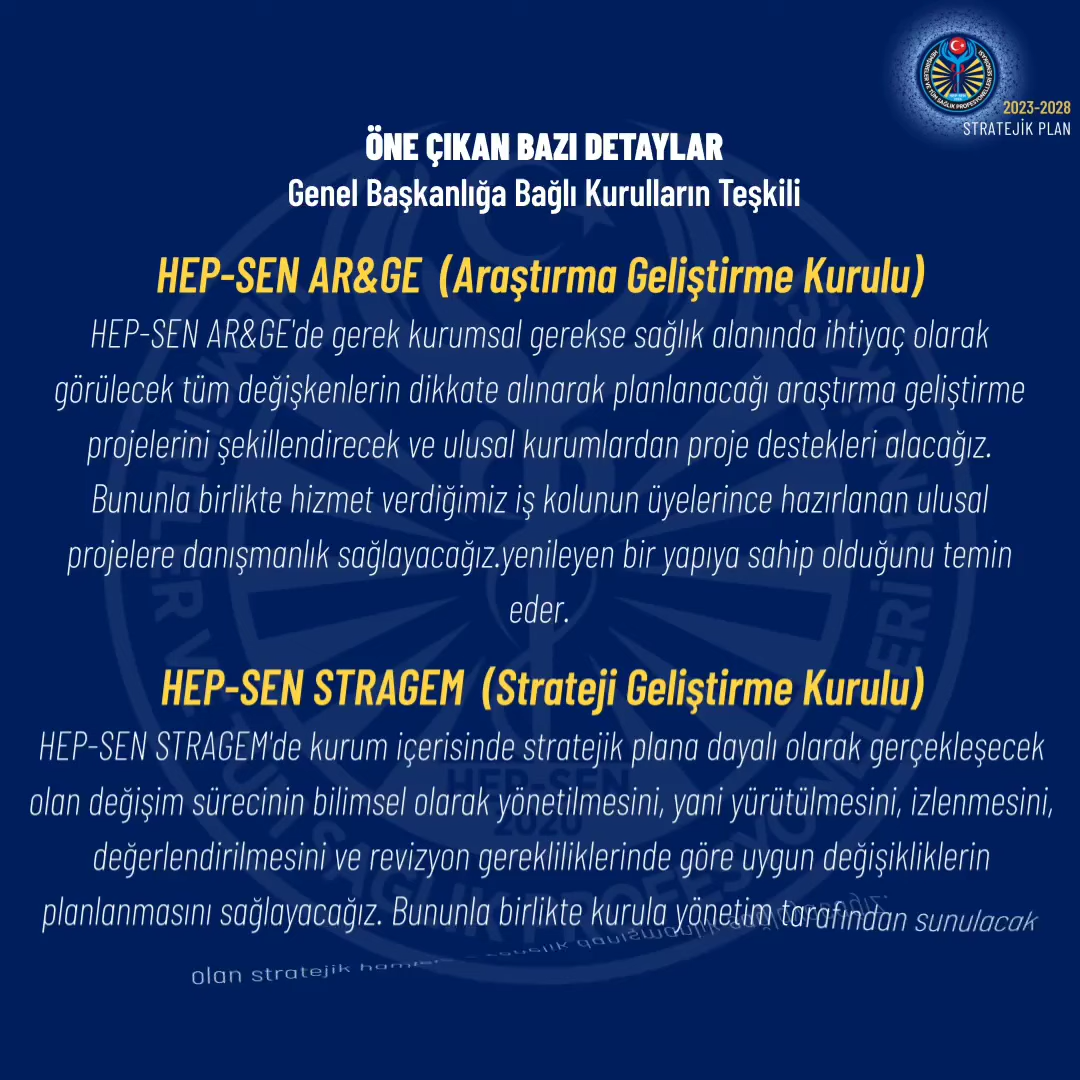 2023-2028
STRATEJİK PLAN
ÖNE ÇIKAN BAZI DETAYLAR
Genel Başkanlığa Bağlı Kurulların Teşkili
HEP-SEN AR&GE (Araştırma Geliştirme Kurulu)
HEP-SEN AR&GE'de gerek kurumsal gerekse sağlık alanında ihtiyaç olarak
görülecek tüm değişkenlerin dikkate alınarak planlanacağı araştırma geliştirme
projelerini şekillendirecek ve ulusal kurumlardan proje destekleri alacağız.
Bununla birlikte hizmet verdiğimiz iş kolunun üyelerince hazırlanan ulusal
projelere danışmanlık sağlayacağız.yenileyen bir yapıya sahip olduğunu temin
eder.
HEP-SEN STRAGEM (Strateji Geliştirme Kurulu)
HEP-SEN STRAGEM'de kurum içerisinde stratejik plana dayalı olarak gerçekleşecek
olan değişim sürecinin bilimsel olarak yönetilmesini, yani yürütülmesini, izlenmesini,
değerlendirilmesini ve revizyon gerekliliklerinde göre uygun değişikliklerin
planlanmasını sağlayacağız. Bununla birlikte kurula yönetim tarafından sunulacak
olan stratejik
HEP-SEN
2020